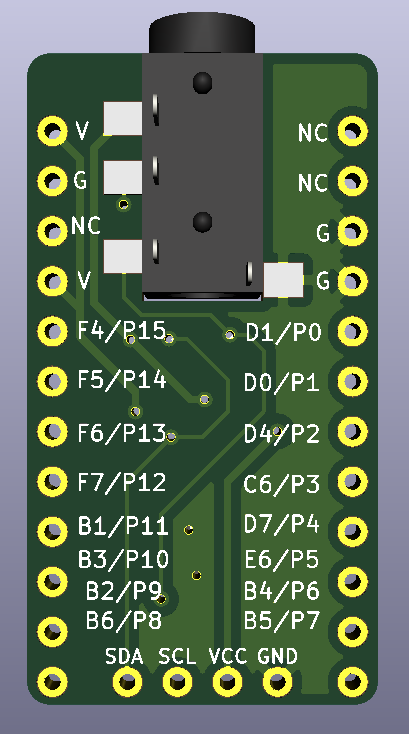 V NC
G NC
NC G
V G
F4/P15 D1/P0
F5/P14 D0/P1
F6/P13 D4/P2
F7/P12 C6/P3
B1/P11 D7/P4
B3/P10 E6/P5
B2/P9 B4/P6
B6/P8 B5/P7
SDA SCL VCC GND